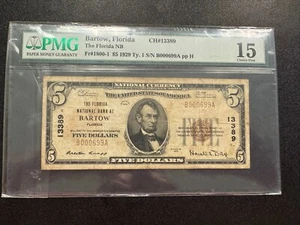 PMG
PAPER MONEY GUARANTY
Bartow, Florida CH#13389
The Florida NB
Fr#1800-1 $5 1929 Ty. 1 S/N B000699A pp H
15
Choice Fine
NATIONAL CURRENCY
THE UNITED STATES OF AMERICA
5
5
THE FLORIDA
NATIONAL BANK AT
BARTOW
FLORIDA
FIVE DOLLARS
B000699A
B000699A
13389
13389
FIVE DOLLARS